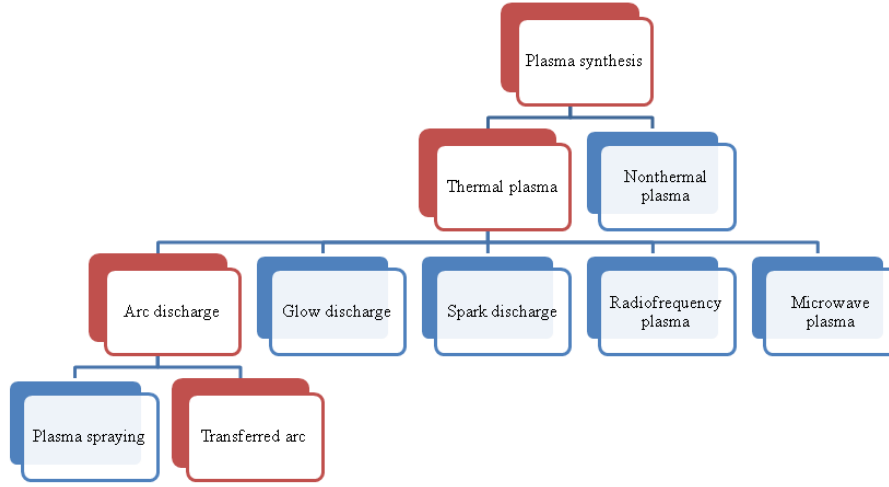 Plasma synthesis
Thermal plasma
Nonthermal
plasma
Arc discharge
Glow discharge
Spark discharge
Radiofrequency
plasma
Microwave
plasma
Plasma spraying
Transferred arc